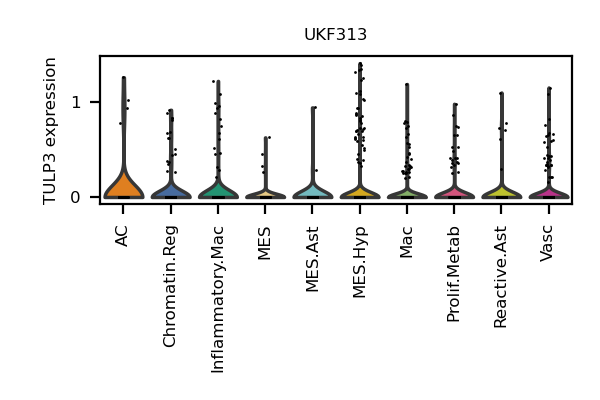 UKF313
TULP3 expression
1
0
AC
Chromatin.Reg
Inflammatory.Mac
MES
MES.Ast
MES.Hyp
Mac
Prolif.Metab
Reactive.Ast
Vasc